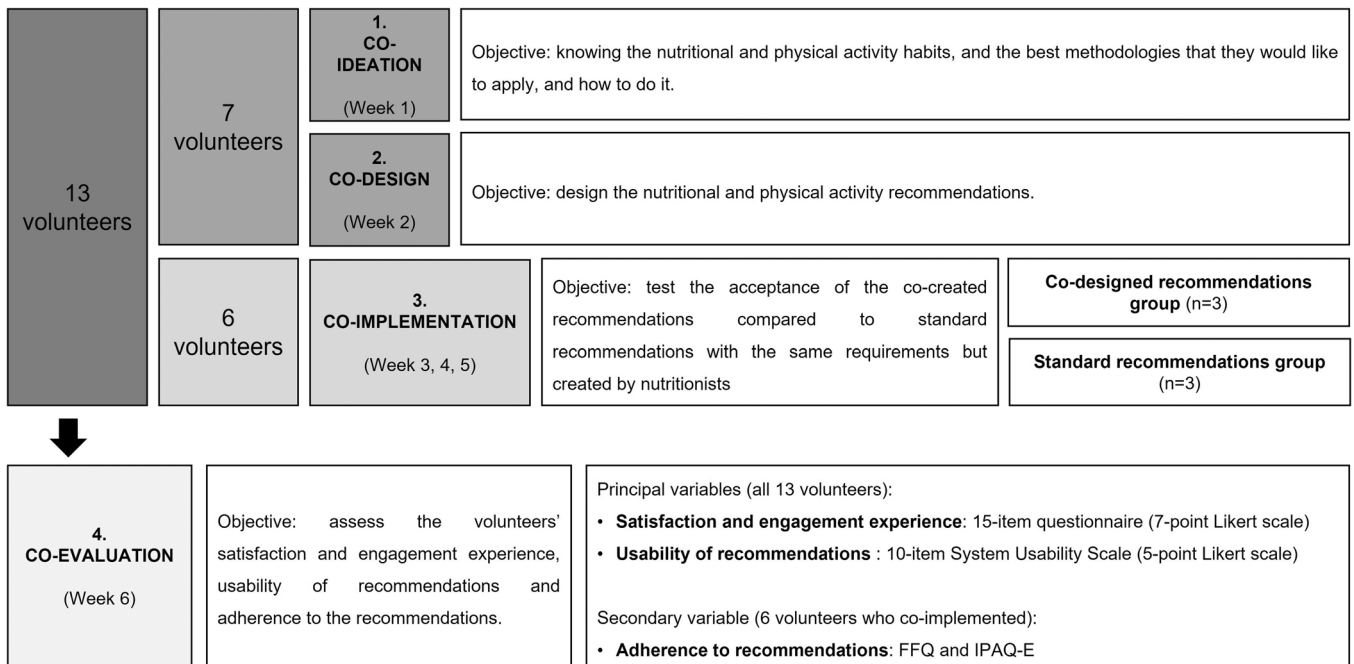 13
volunteers
7
volunteers
1.
CO-
IDEATION
(Week 1)
Objective: knowing the nutritional and physical activity habits, and the best methodologies that they would like
to apply, and how to do it.
2.
CO-DESIGN
(Week 2)
Objective: design the nutritional and physical activity recommendations.
6
volunteers
3.
CO-IMPLEMENTATION
(Week 3, 4, 5)
Objective: test the acceptance of the co-created
recommendations compared to standard
recommendations with the same requirements but
created by nutritionists
Co-designed recommendations
group (n=3)
Standard recommendations group
(n=3)
4.
CO-EVALUATION
(Week 6)
Objective: assess the volunteers’
satisfaction and engagement experience,
usability of recommendations and
adherence to the recommendations.
Principal variables (all 13 volunteers):
• Satisfaction and engagement experience: 15-item questionnaire (7-point Likert scale)
• Usability of recommendations : 10-item System Usability Scale (5-point Likert scale)
Secondary variable (6 volunteers who co-implemented):
• Adherence to recommendations: FFQ and IPAQ-E